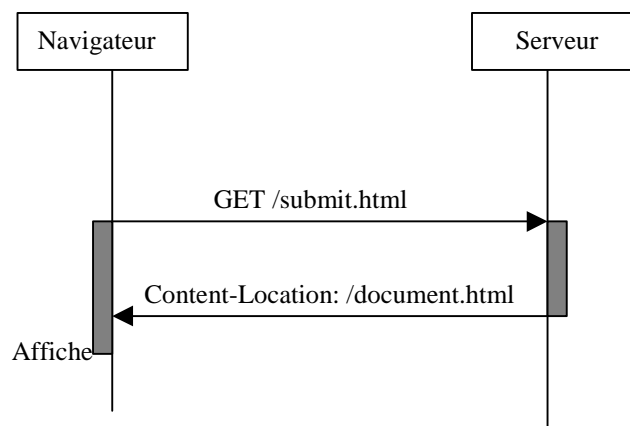 Navigateur
Serveur
GET /submit.html
Content-Location: /document.html
Affiche